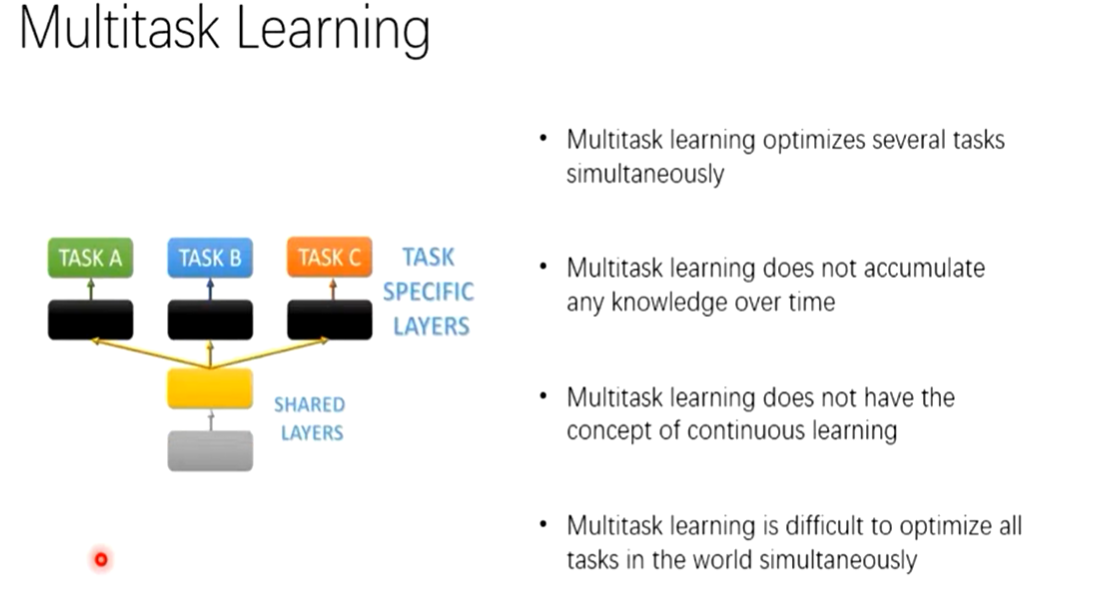 Multitask Learning
TASK A
TASK B
TASK C
TASK
SPECIFIC
LAYERS
SHARED
LAYERS
• Multitask learning optimizes several tasks
simultaneously
• Multitask learning does not accumulate
any knowledge over time
• Multitask learning does not have the
concept of continuous learning
• Multitask learning is difficult to optimize all
tasks in the world simultaneously